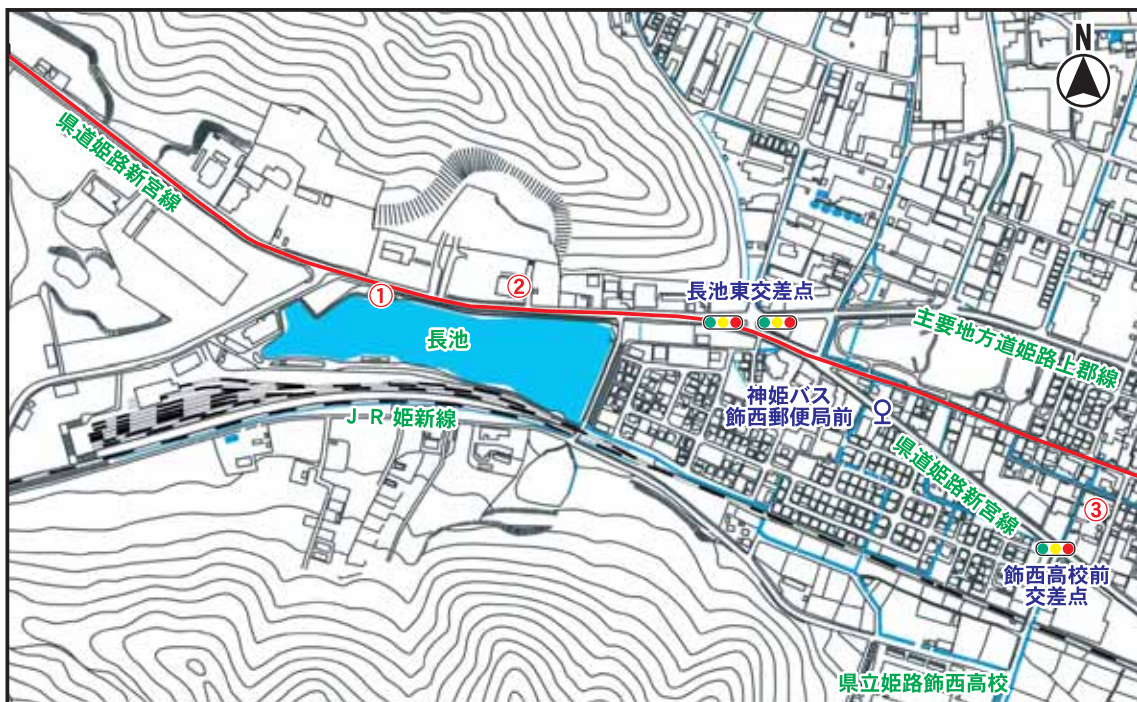 N
県道姫路新宮線
①
②
長池東交差点
長池
主要地方道姫路上郡線
神姫バス
飾西郵便局前
JR 姫新線
県道姫路新宮線
③
飾西高校前
交差点
県立姫路飾西高校